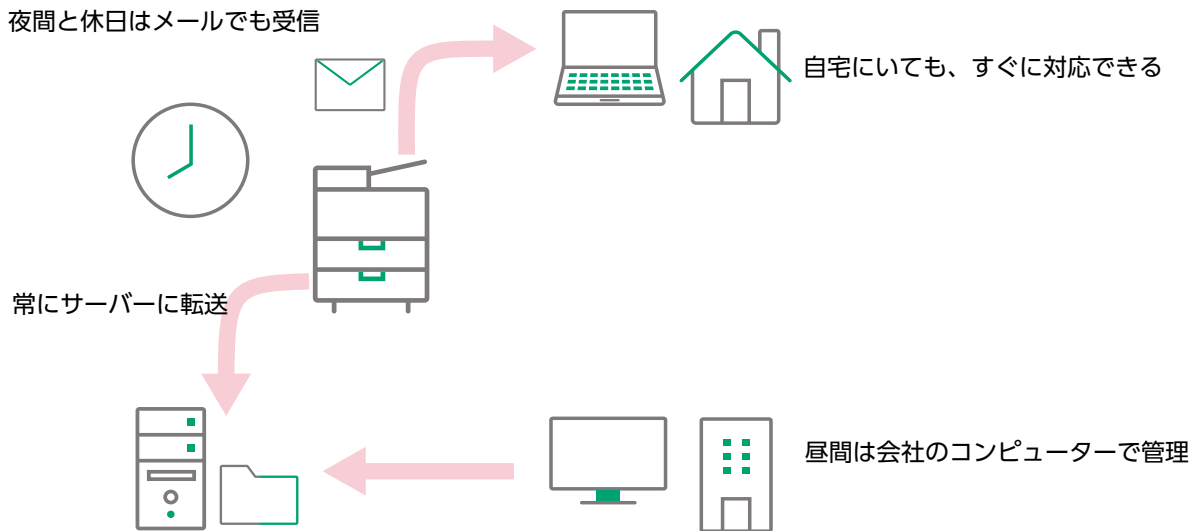 夜間と休日はメールでも受信
自宅にいても、すぐに対応できる
常にサーバーに転送
昼間は会社のコンピューターで管理